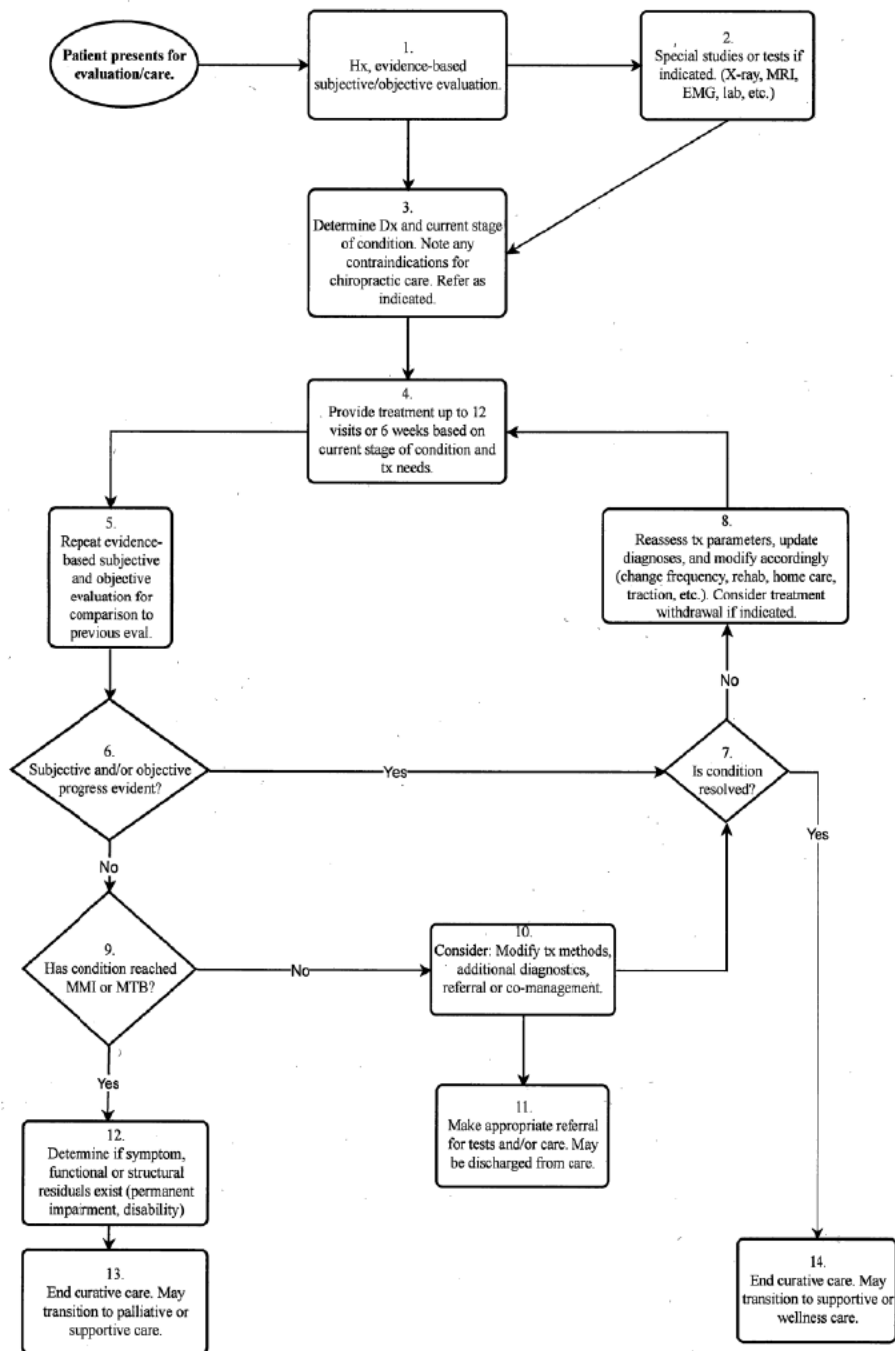 Patient presents for
evaluation/care.
1.
Hx, evidence-based
subjective/objective evaluation.
2.
Special studies or tests if
indicated. (X-ray, MRI,
EMG, lab, etc.)
3.
Determine Dx and current stage
of condition. Note any
contraindications for
chiropractic care. Refer as
indicated.
4.
Provide treatment up to 12
visits or 6 weeks based on
current stage of condition and
tx needs.
5.
Repeat evidence-
based subjective
and objective
evaluation for
comparison to
previous eval.
8.
Reassess tx parameters, update
diagnoses, and modify accordingly
(change frequency, rehab, home care,
traction, etc.). Consider treatment
withdrawal if indicated.
No
6.
Subjective and/or objective
progress evident?
Yes
7.
Is condition
resolved?
Yes
No
9.
Has condition reached
MMI or MTB?
No
10.
Consider: Modify tx methods,
additional diagnostics,
referral or co-management.
Yes
11.
Make appropriate referral
for tests and/or care. May
be discharged from care.
12.
Determine if symptom,
functional or structural
residuals exist (permanent
impairment, disability)
13.
End curative care. May
transition to palliative or
supportive care.
14.
End curative care. May
transition to supportive or
wellness care.